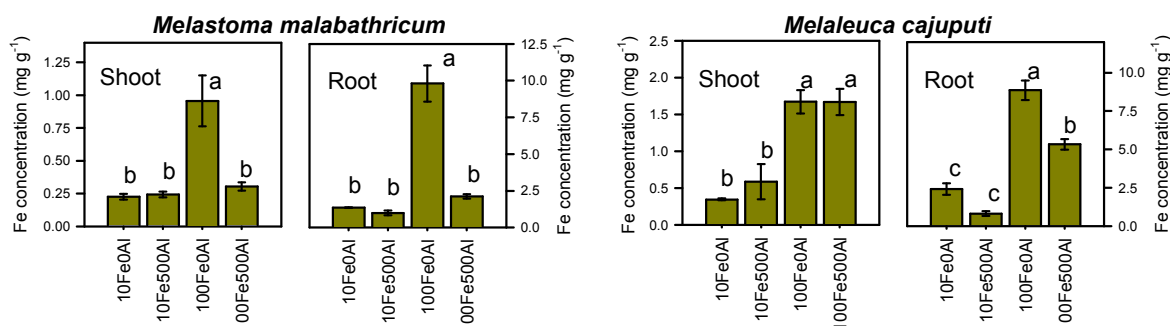 Melastoma malabathricum
Fe concentration (mg g-1)
1.25
1.00
0.75
0.50
0.25
0.00
Shoot
b
b
a
b
10Fe0Al
10Fe500Al
100Fe0Al
00Fe500Al
Root
b
b
a
b
10Fe0Al
10Fe500Al
100Fe0Al
00Fe500Al
12.5
10.0
7.5
5.0
2.5
0.0
Fe concentration (mg g-1)
Melaleuca cajuputi
Fe concentration (mg g-1)
2.5
2.0
1.5
1.0
0.5
0.0
Shoot
b
b
a
a
10Fe0Al
10Fe500Al
100Fe0Al
100Fe500Al
Root
c
c
a
b
10Fe0Al
10Fe500Al
100Fe0Al
00Fe500Al
10.0
7.5
5.0
2.5
0.0
Fe concentration (mg g-1)